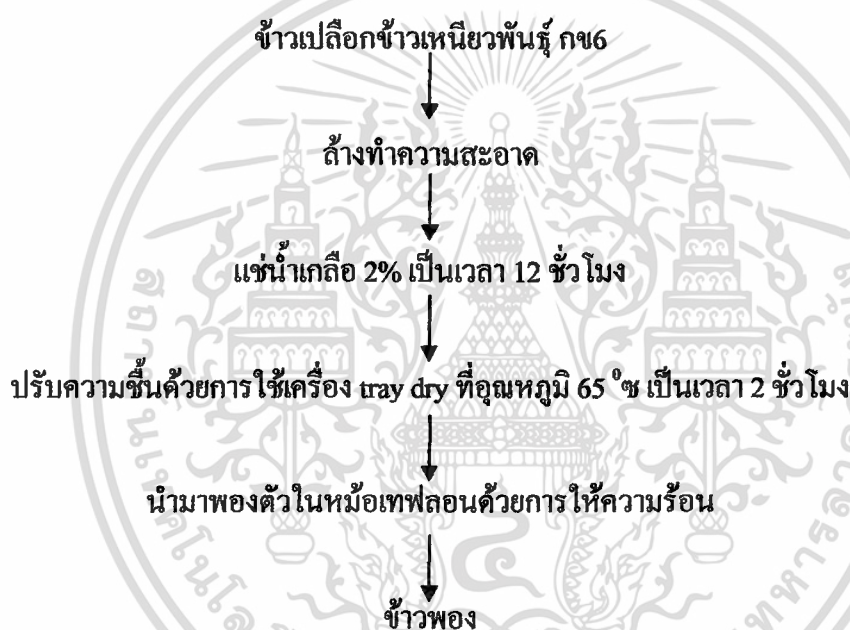 ข้าวเปลือกข้าวเหนียวพันธุ์ กข6
ล้างทำความสะอาด
แช่น้ำเกลือ 2% เป็นเวลา 12 ชั่วโมง
ปรับความชื้นด้วยการใช้เครื่อง tray dry ที่อุณหภูมิ 65 ⁰ซ เป็นเวลา 2 ชั่วโมง
นำมาพองตัวในหม้อเทฟลอนด้วยการให้ความร้อน
ข้าวพอง